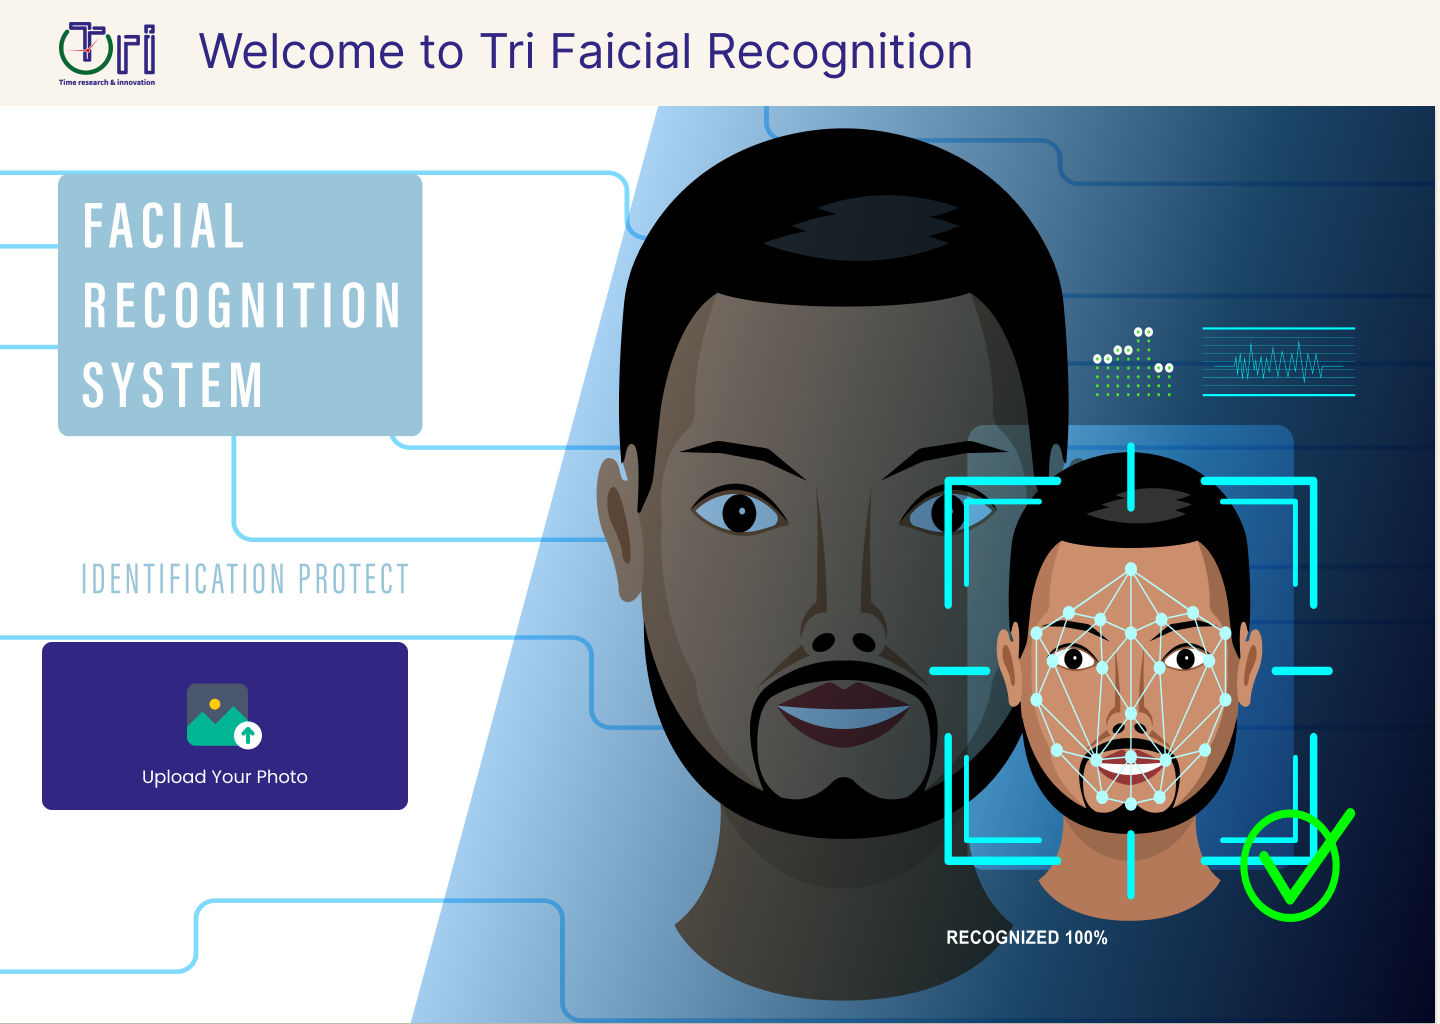 Tri
Time research & innovation
Welcome to Tri Faicial Recognition
FACIAL
RECOGNITION
SYSTEM
IDENTIFICATION PROTECT
Upload Your Photo
RECOGNIZED 100%